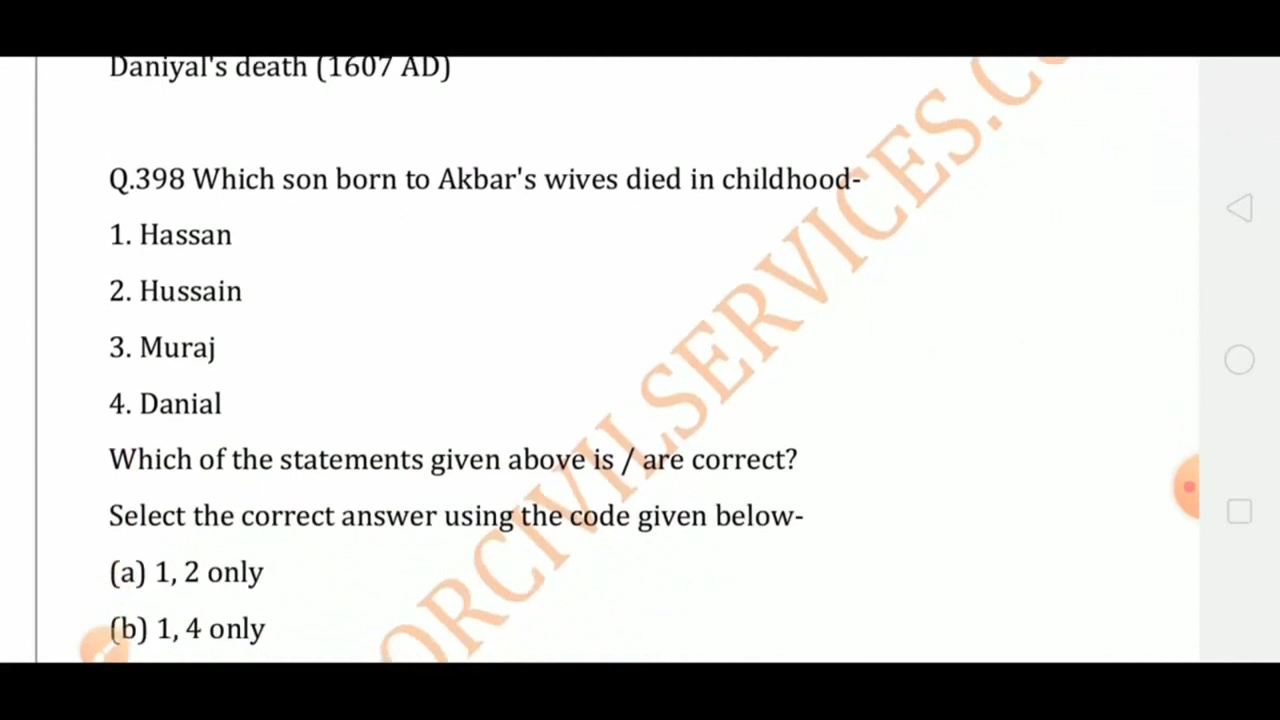 Daniyal's death (1607 AD)
Q.398 Which son born to Akbar's wives died in childhood-
1. Hassan
2. Hussain
3. Muraj
4. Danial
Which of the statements given above is / are correct?
Select the correct answer using the code given below-
(a) 1, 2 only
(b) 1, 4 only
ORCIVILSERVICES.CO